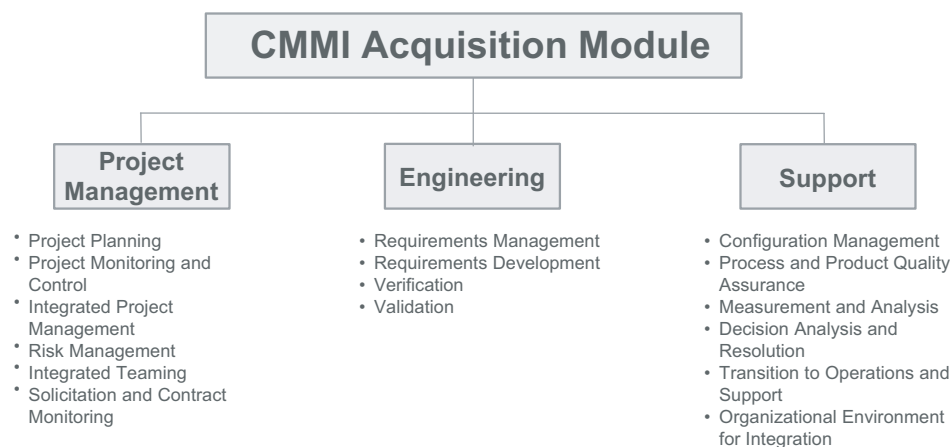 CMMI Acquisition Module
Project
Management
• Project Planning
• Project Monitoring and
Control
• Integrated Project
Management
• Risk Management
• Integrated Teaming
• Solicitation and Contract
Monitoring
Engineering
• Requirements Management
• Requirements Development
• Verification
• Validation
Support
• Configuration Management
• Process and Product Quality
Assurance
• Measurement and Analysis
• Decision Analysis and
Resolution
• Transition to Operations and
Support
• Organizational Environment
for Integration